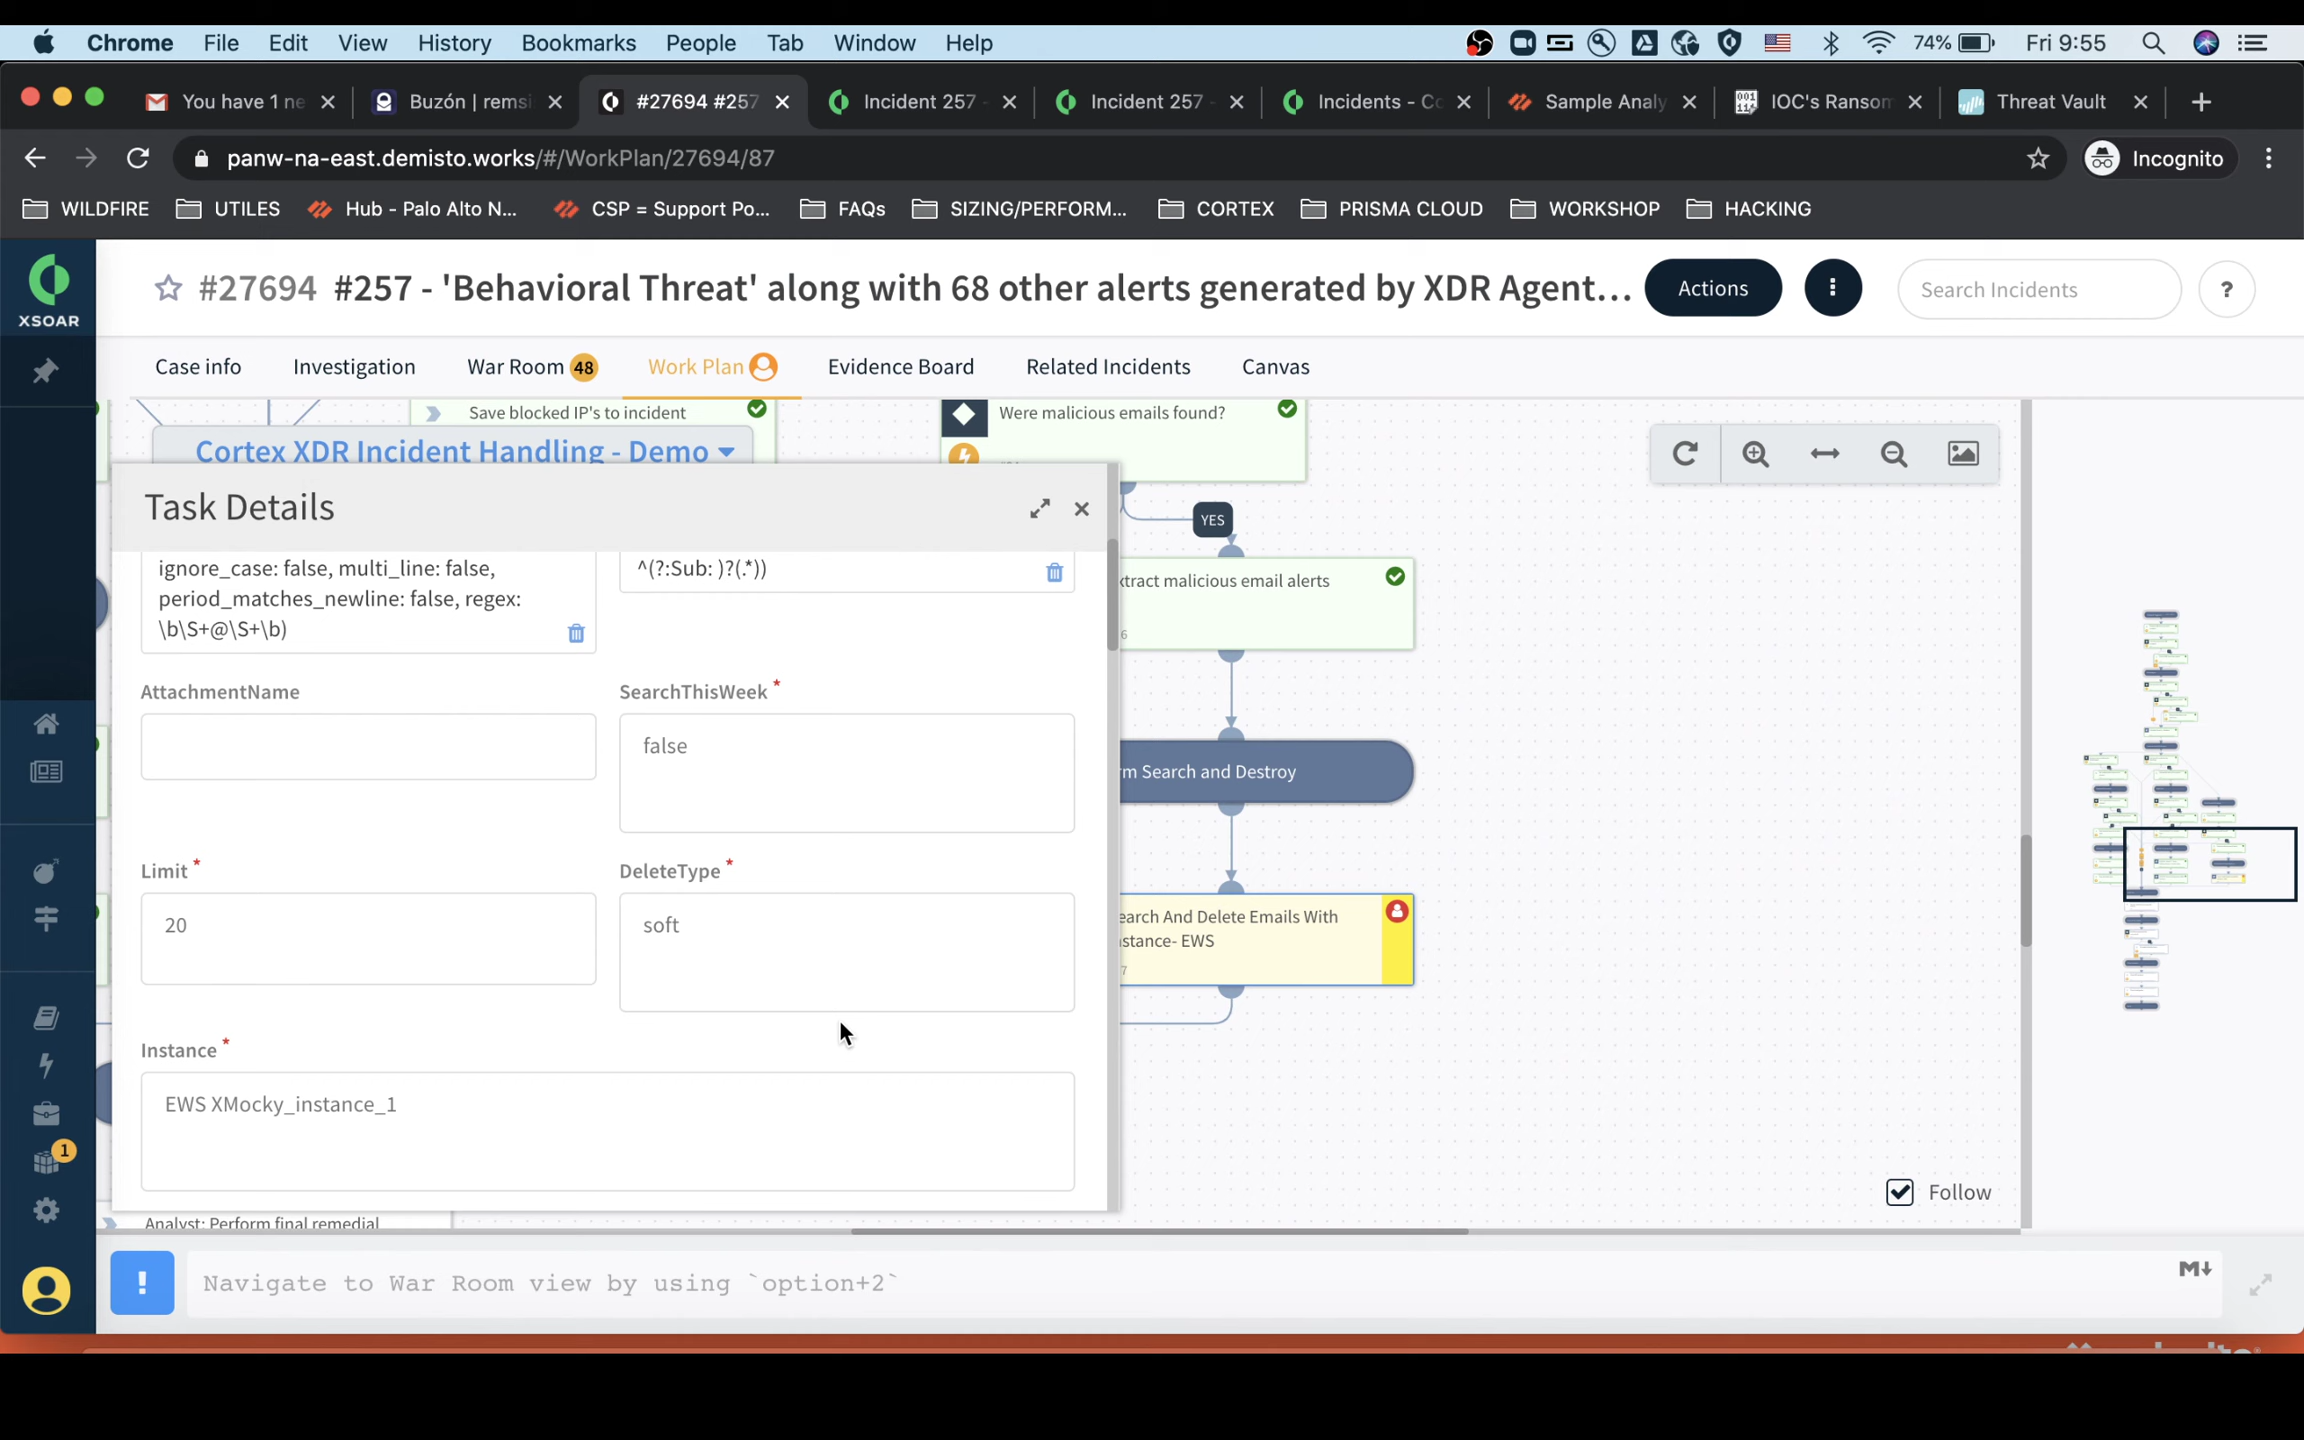 Chrome File Edit View History Bookmarks People Tab Window Help 74% Fri 9:55
You have 1 ne Buzón | remsi #27694 #257 Incident 257 - Incident 257 - Incidents - Co Sample Analy IOC's Ransom Threat Vault
panw-na-east.demisto.works/#/WorkPlan/27694/87 Incognito
WILDFIRE UTILES Hub - Palo Alto N... CSP = Support Po... FAQs SIZING/PERFORM... CORTEX PRISMA CLOUD WORKSHOP HACKING
XSOAR
#27694 #257 - 'Behavioral Threat' along with 68 other alerts generated by XDR Agent... Actions Search Incidents ?
Case info Investigation War Room 48 Work Plan Evidence Board Related Incidents Canvas
Save blocked IP's to incident
Were malicious emails found?
Cortex XDR Incident Handling - Demo
Task Details
YES
ignore_case: false, multi_line: false,
period_matches_newline: false, regex:
\b\S+@\S+\b)
^(?:Sub: )?(.*))
xtract malicious email alerts
6
AttachmentName
SearchThisWeek *
false
rm Search and Destroy
Limit *
20
DeleteType *
soft
earch And Delete Emails With
stance- EWS
7
Instance *
EWS XMocky_instance_1
1
Follow
Analyst: Perform final remedial
! Navigate to War Room view by using `option+2` M↓